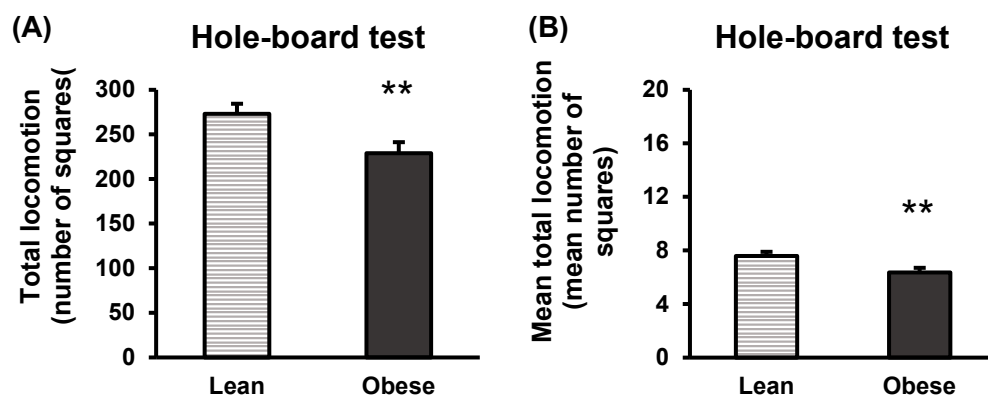 (A)
Hole-board test
Total locomotion
(number of squares(
300
250
200
150
100
50
0
**
Lean
Obese
(B)
Hole-board test
Mean total locomotion
(mean number of
squares)
20
16
12
8
4
0
**
Lean
Obese